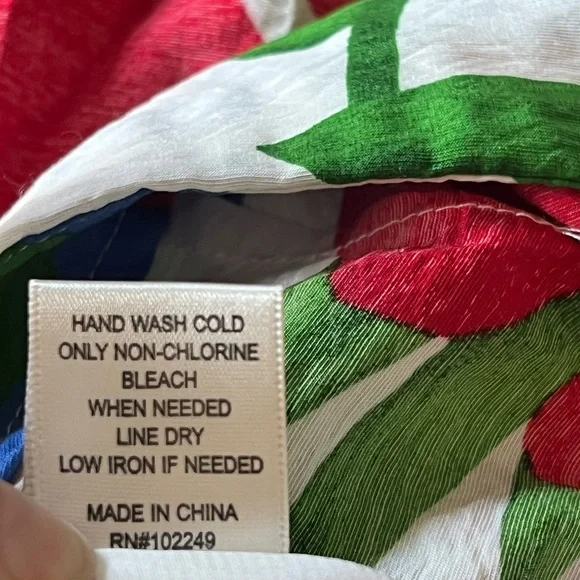 HAND WASH COLD
ONLY NON-CHLORINE
BLEACH
WHEN NEEDED
LINE DRY
LOW IRON IF NEEDED
MADE IN CHINA
RN#102249